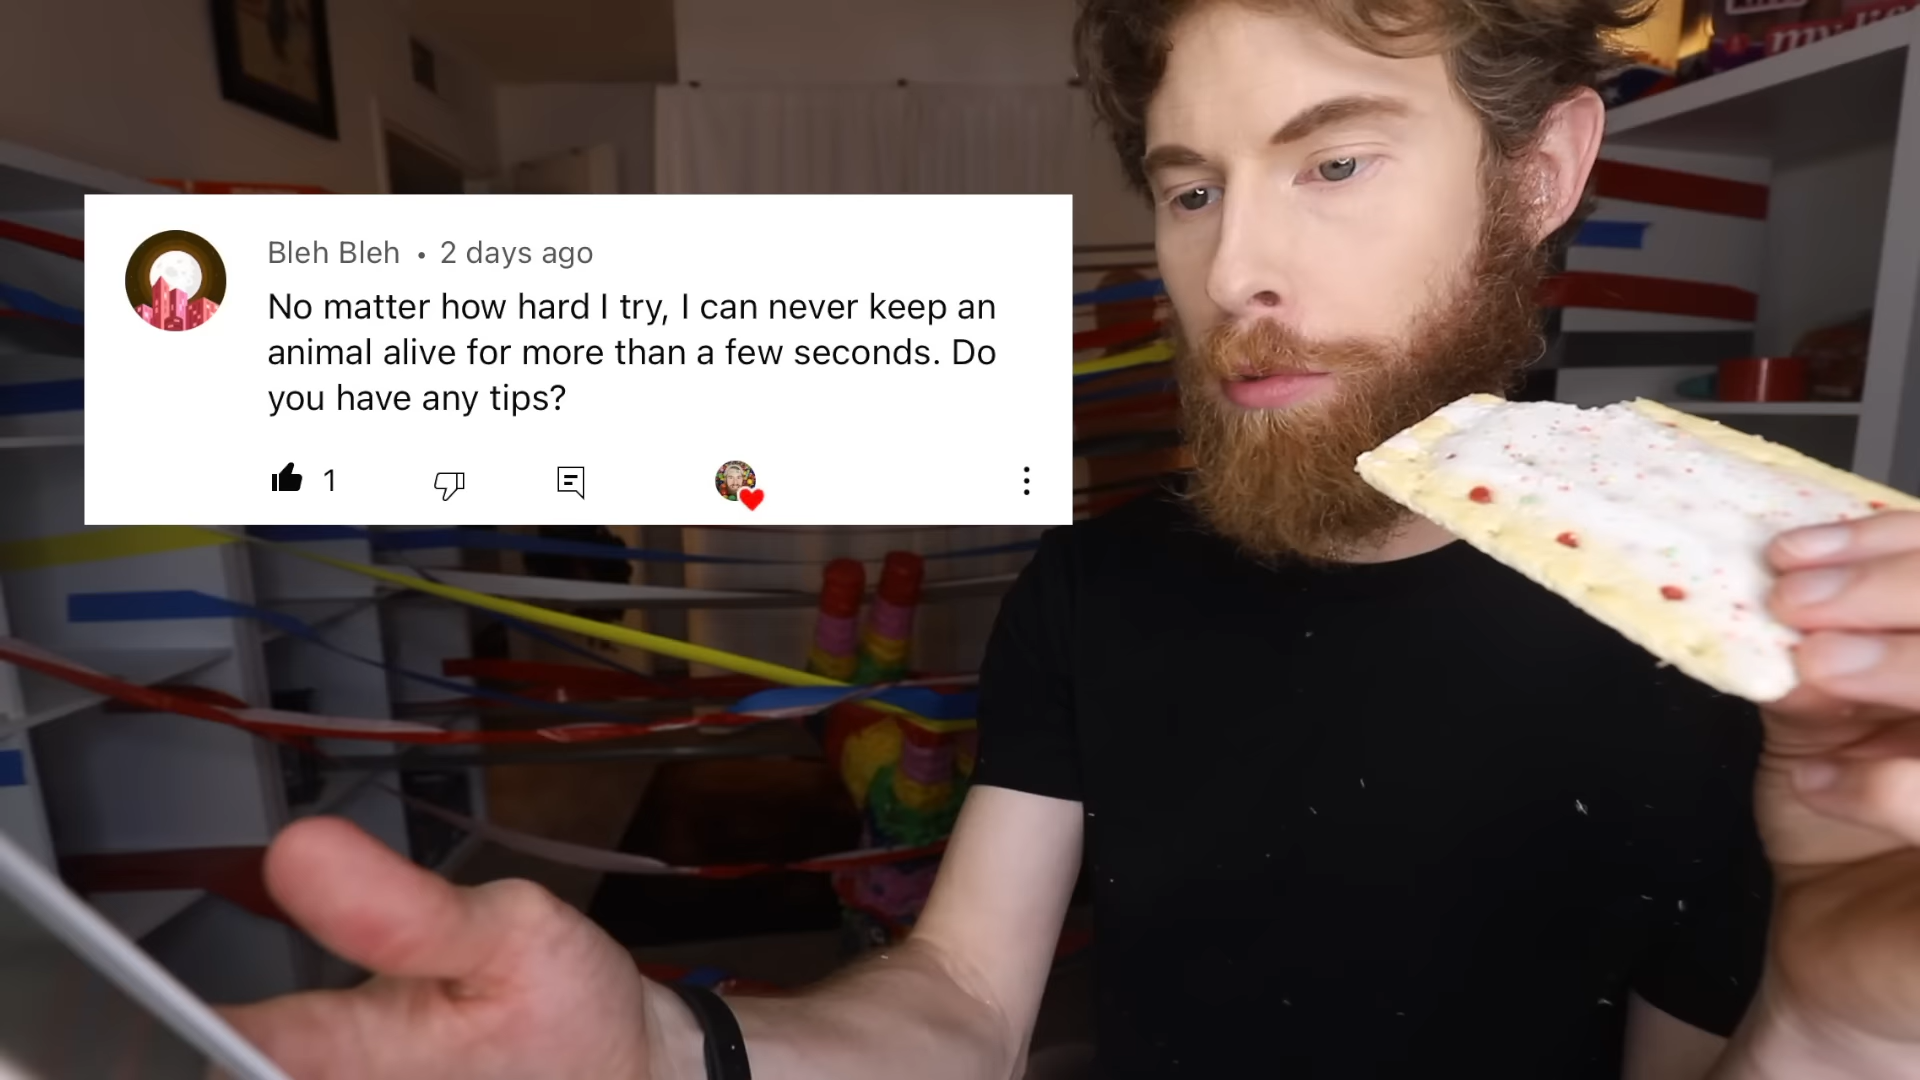 Bleh Bleh • 2 days ago
No matter how hard I try, I can never keep an
animal alive for more than a few seconds. Do
you have any tips?
1